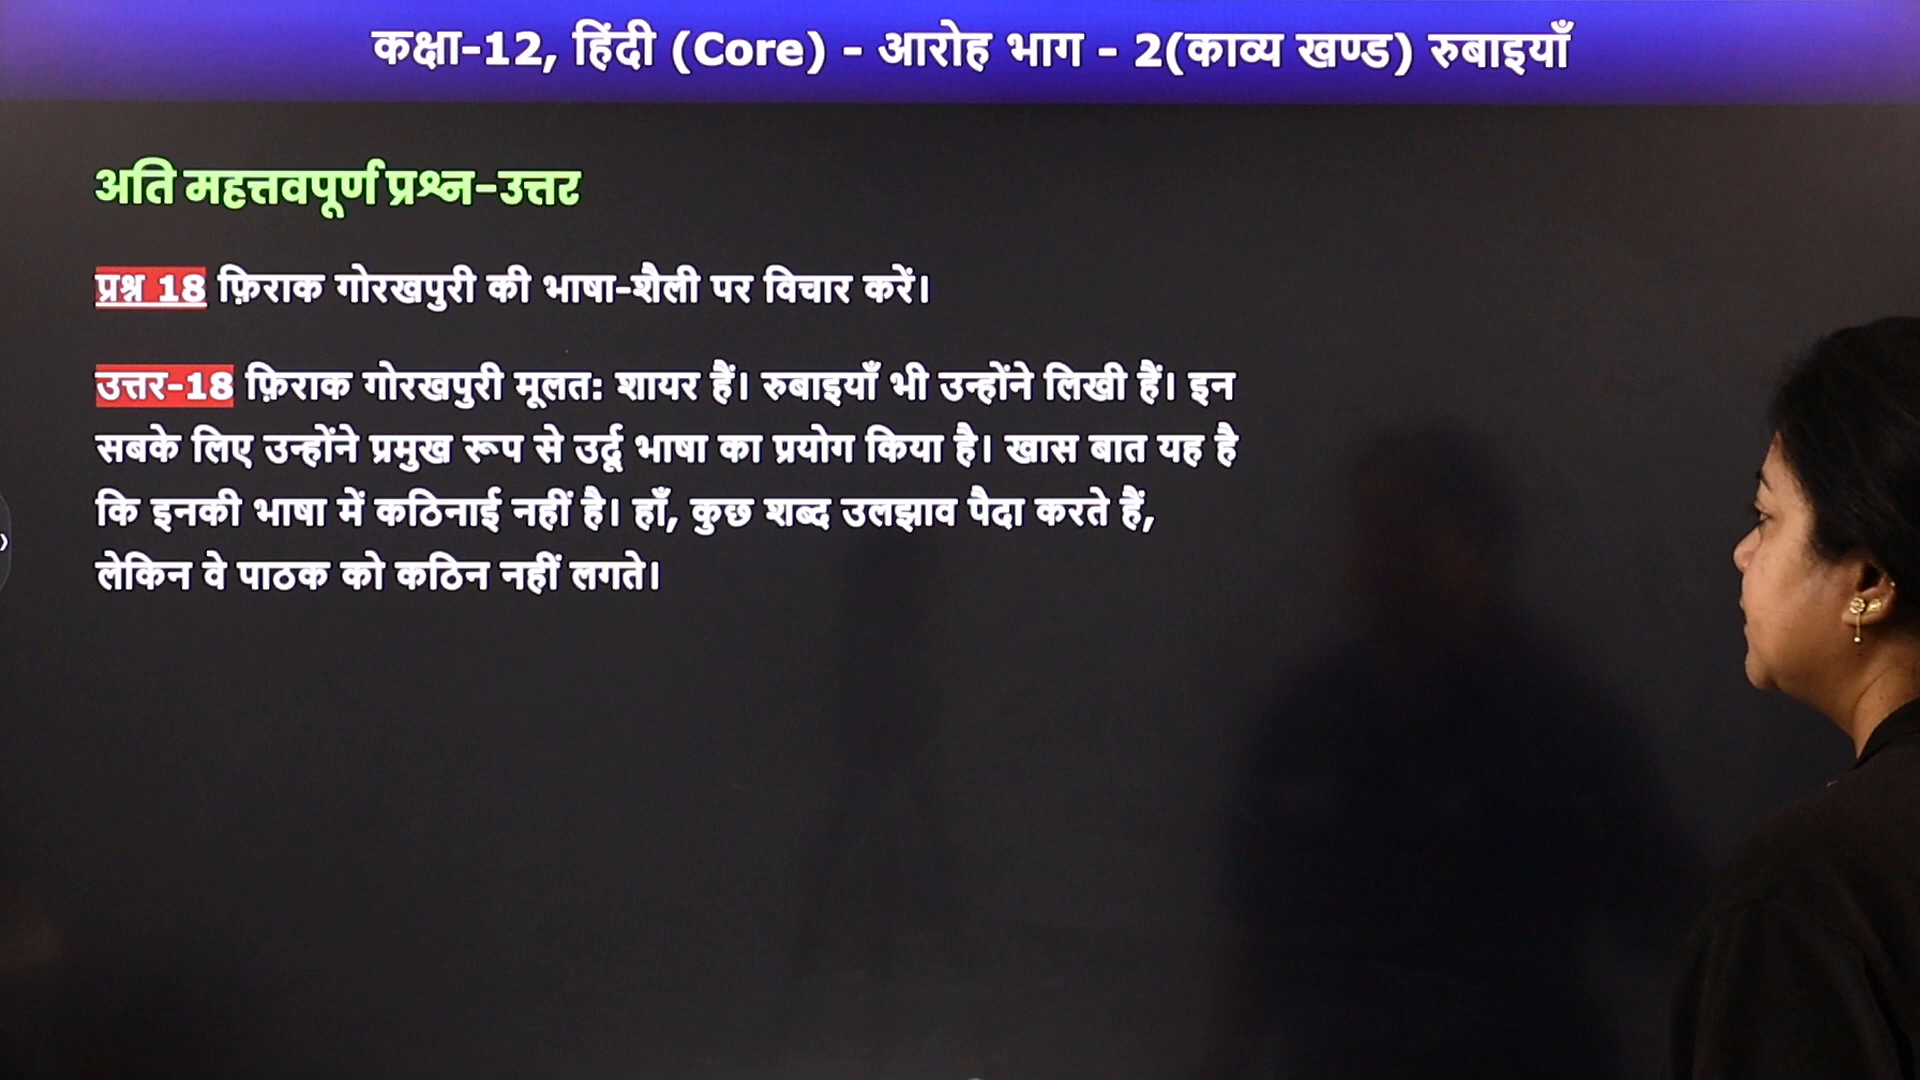 कक्षा-12, हिंदी (Core) - आरोह भाग - 2(काव्य खण्ड) रुबाइयाँ
अति महत्तवपूर्ण प्रश्न-उत्तर
प्रश्न 18 फ़िराक गोरखपुरी की भाषा-शैली पर विचार करें।
उत्तर-18 फ़िराक गोरखपुरी मूलत: शायर हैं। रुबाइयाँ भी उन्होंने लिखी हैं। इन
सबके लिए उन्होंने प्रमुख रूप से उर्दू भाषा का प्रयोग किया है। खास बात यह है
कि इनकी भाषा में कठिनाई नहीं है। हाँ, कुछ शब्द उलझाव पैदा करते हैं,
लेकिन वे पाठक को कठिन नहीं लगते।